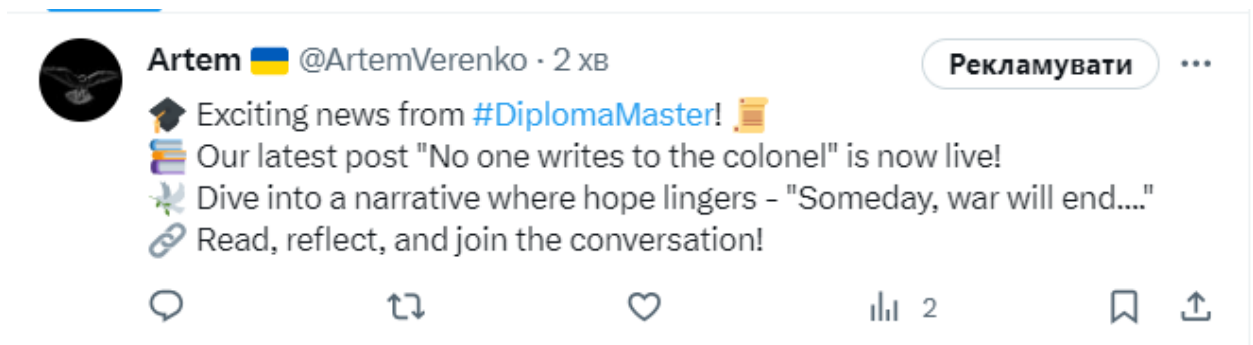 Artem 🇺🇦 @ArtemVerenko · 2 хв
Рекламувати
🎓 Exciting news from #DiplomaMaster! 📜
📚 Our latest post "No one writes to the colonel" is now live!
🕊️ Dive into a narrative where hope lingers - "Someday, war will end...."
🔗 Read, reflect, and join the conversation!
2